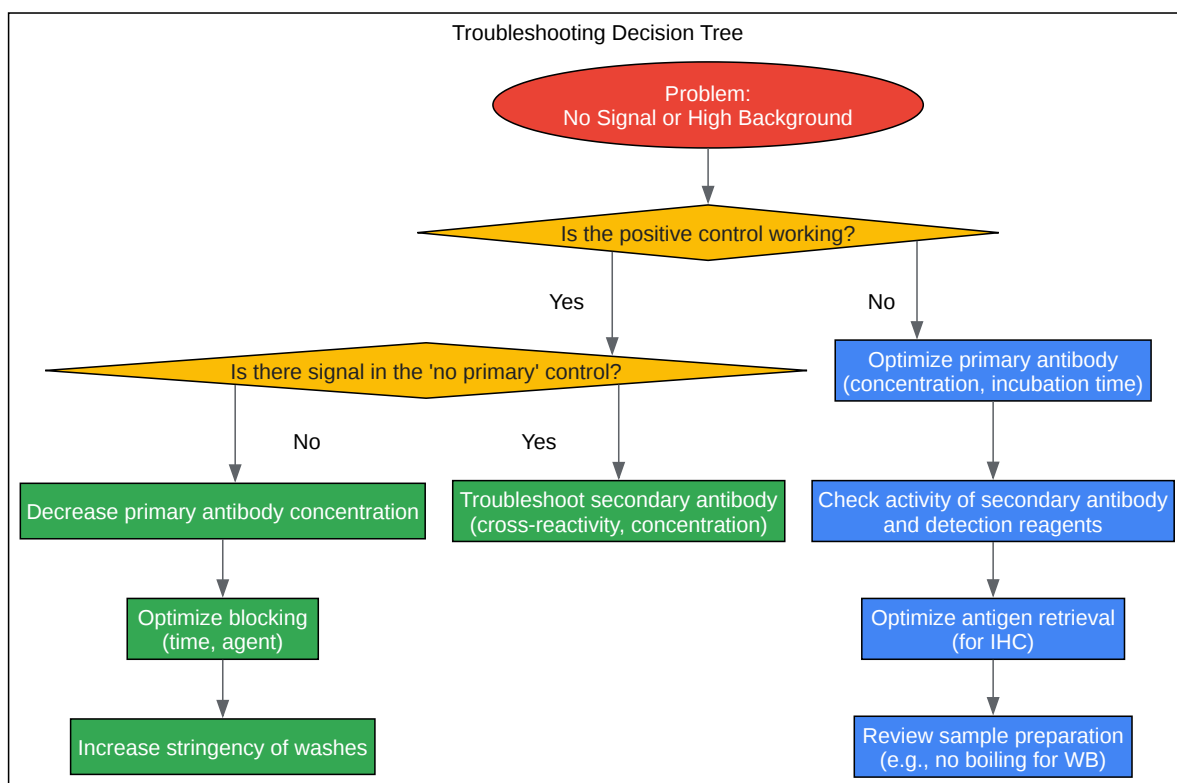 Troubleshooting Decision Tree
Problem:
No Signal or High Background
Is the positive control working?
Yes
No
Is there signal in the 'no primary' control?
Optimize primary antibody
(concentration, incubation time)
No
Yes
Decrease primary antibody concentration
Troubleshoot secondary antibody
(cross-reactivity, concentration)
Check activity of secondary antibody
and detection reagents
Optimize blocking
(time, agent)
Optimize antigen retrieval
(for IHC)
Increase stringency of washes
Review sample preparation
(e.g., no boiling for WB)